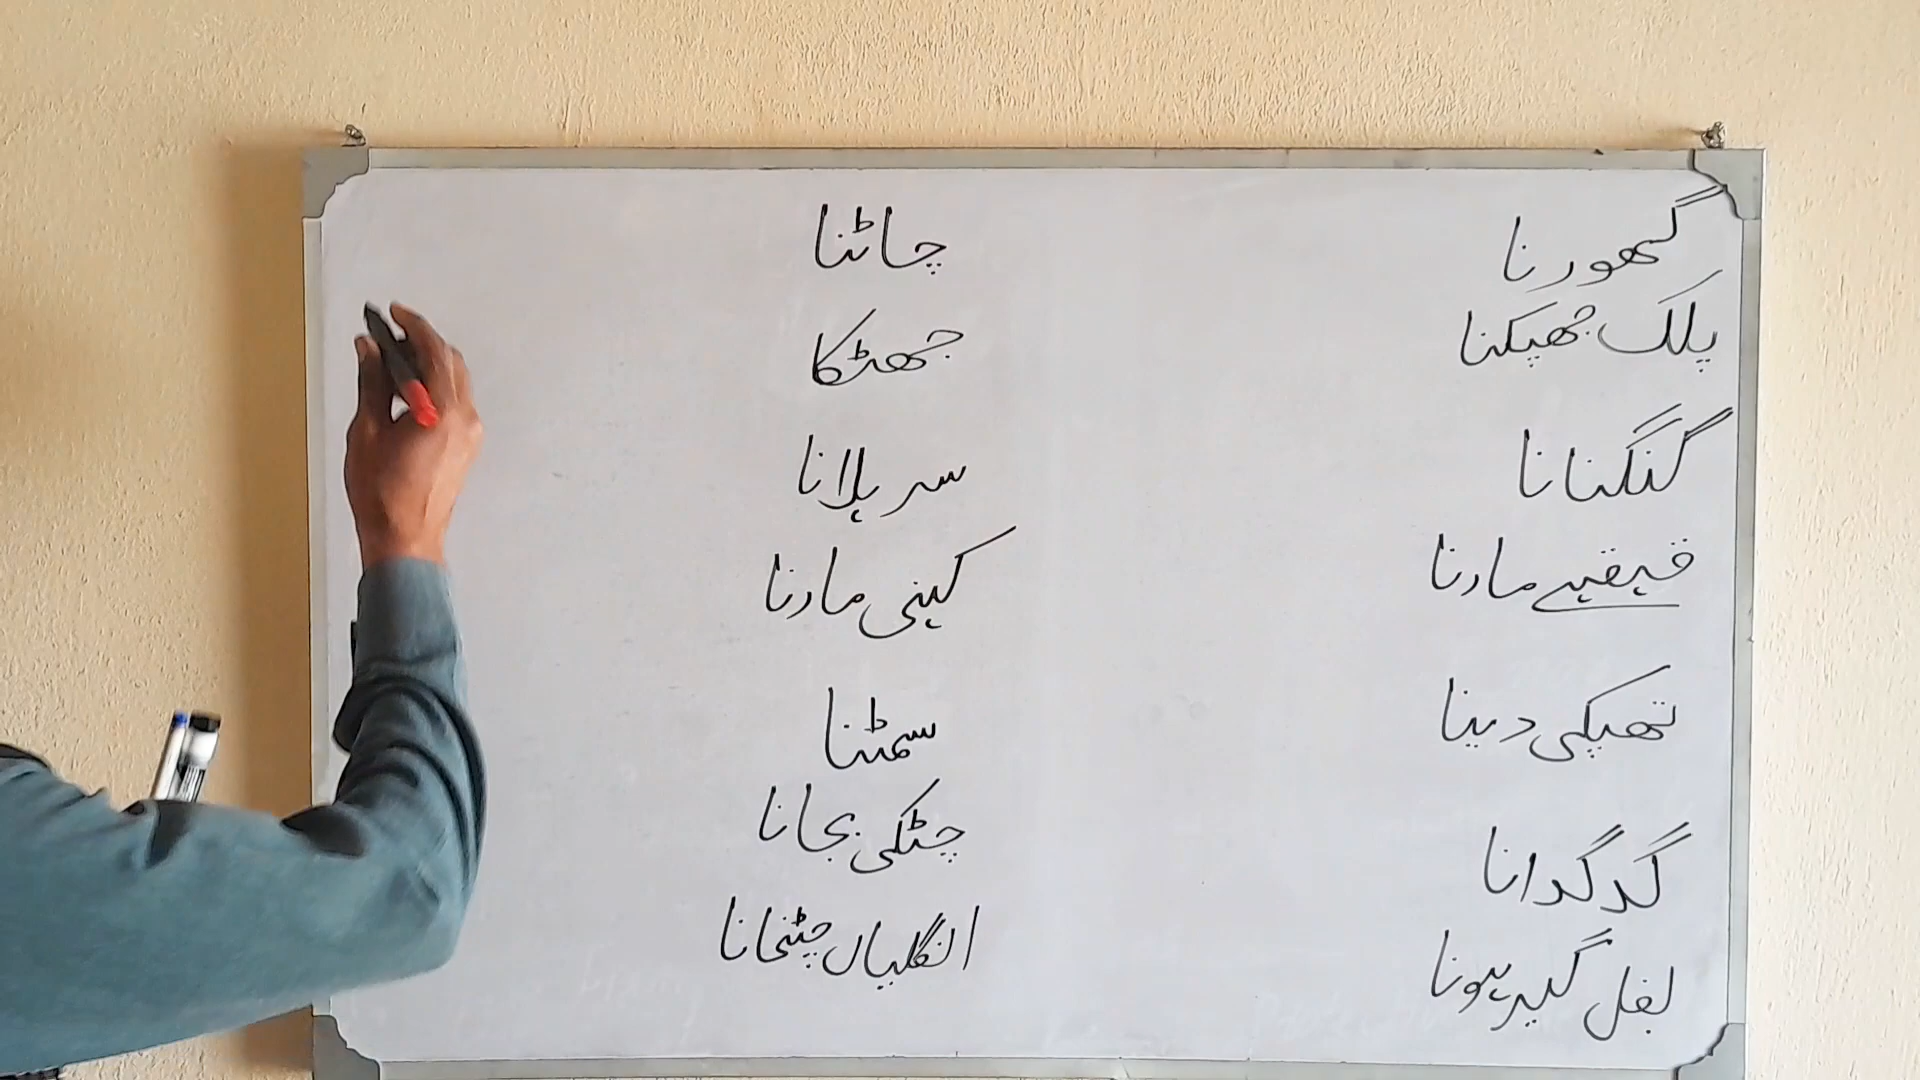 گھورنا
پلک جھپکنا
گنگنانا
قہقہے مارنا
تھپکی دینا
گدگدانا
بغل گیر ہونا
چاٹنا
جھٹکا
سر ہلانا
کہنی مارنا
سمٹنا
چٹکی بجانا
انگلیاں چٹخانا